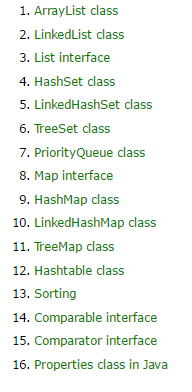 1. ArrayList class
2. LinkedList class
3. List interface
4. HashSet class
5. LinkedHashSet class
6. TreeSet class
7. PriorityQueue class
8. Map interface
9. HashMap class
10. LinkedHashMap class
11. TreeMap class
12. Hashtable class
13. Sorting
14. Comparable interface
15. Comparator interface
16. Properties class in Java